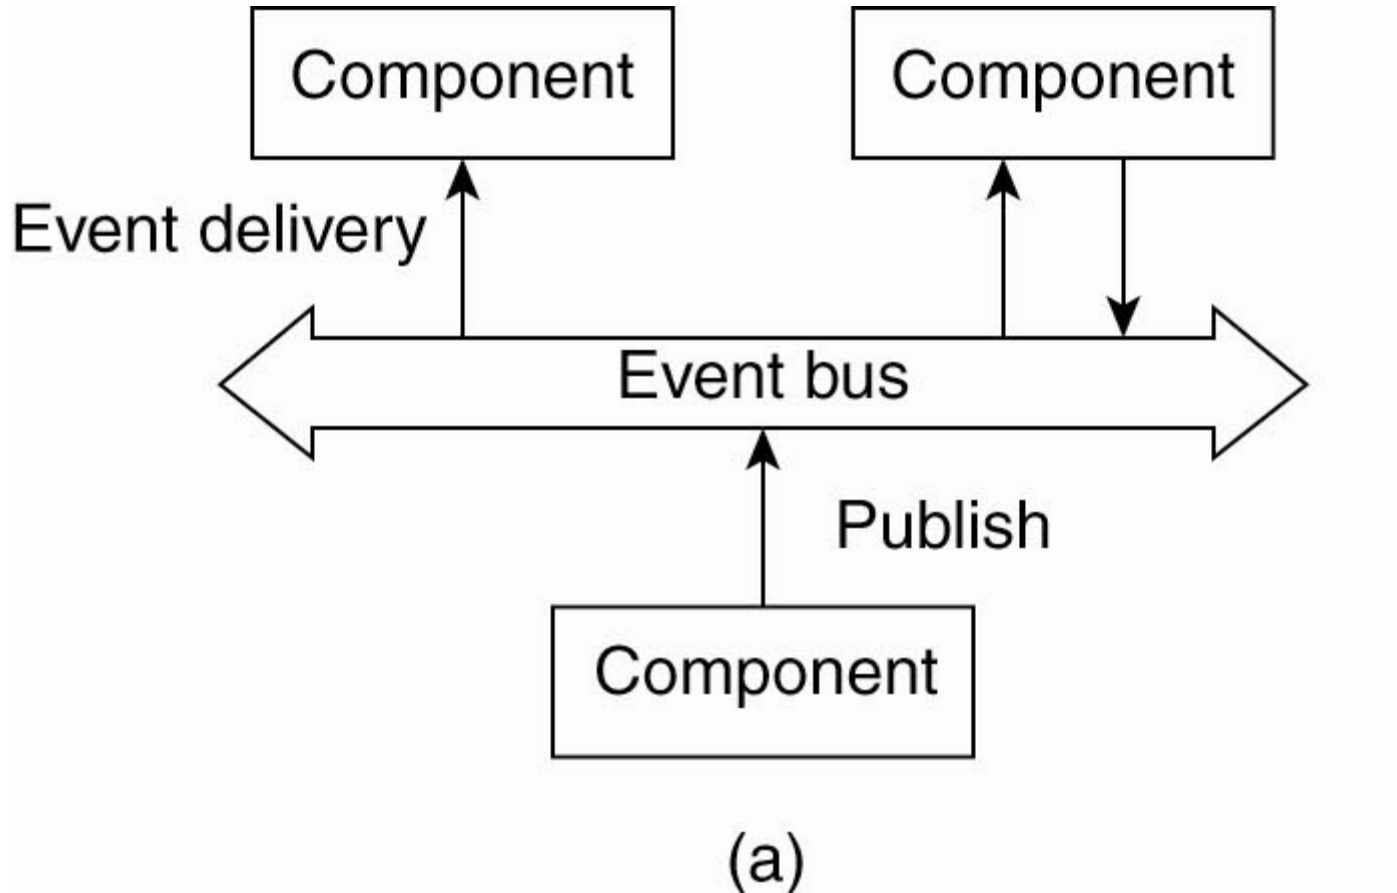 Component
Component
Event delivery
Event bus
Publish
Component
(a)